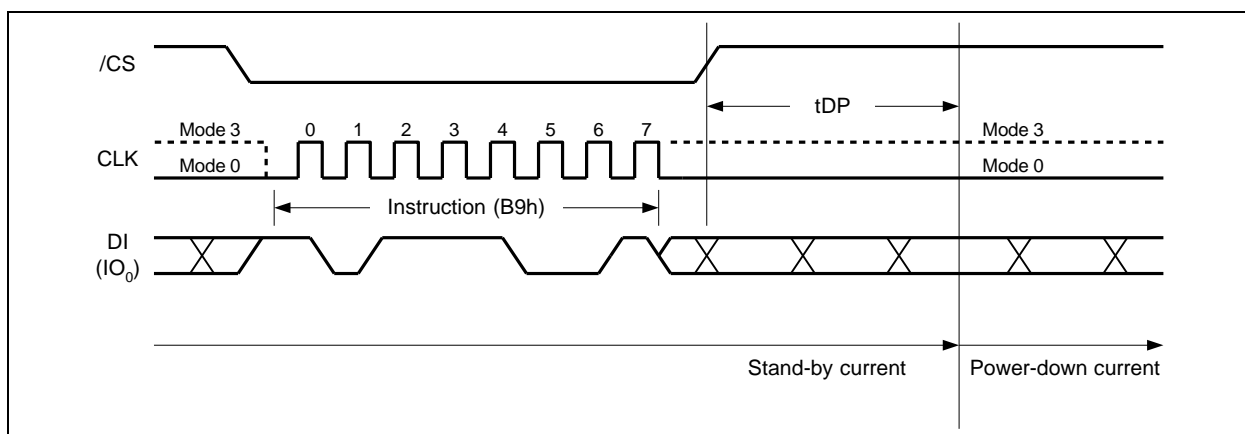 /CS
tDP
Mode 3 0 1 2 3 4 5 6 7 Mode 3
CLK
Mode 0 Mode 0
Instruction (B9h)
DI
(IO₀)
Stand-by current Power-down current